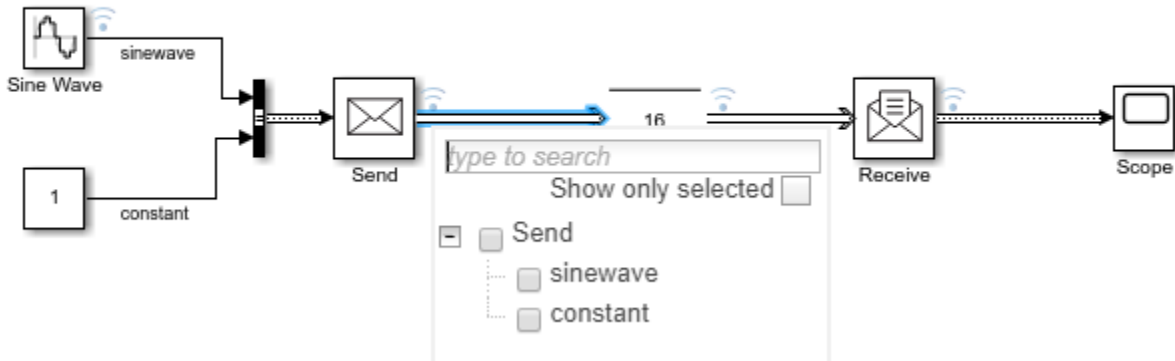 sinewave
Sine Wave
16
Send
Receive
Scope
1
constant
type to search
Show only selected
Send
sinewave
constant